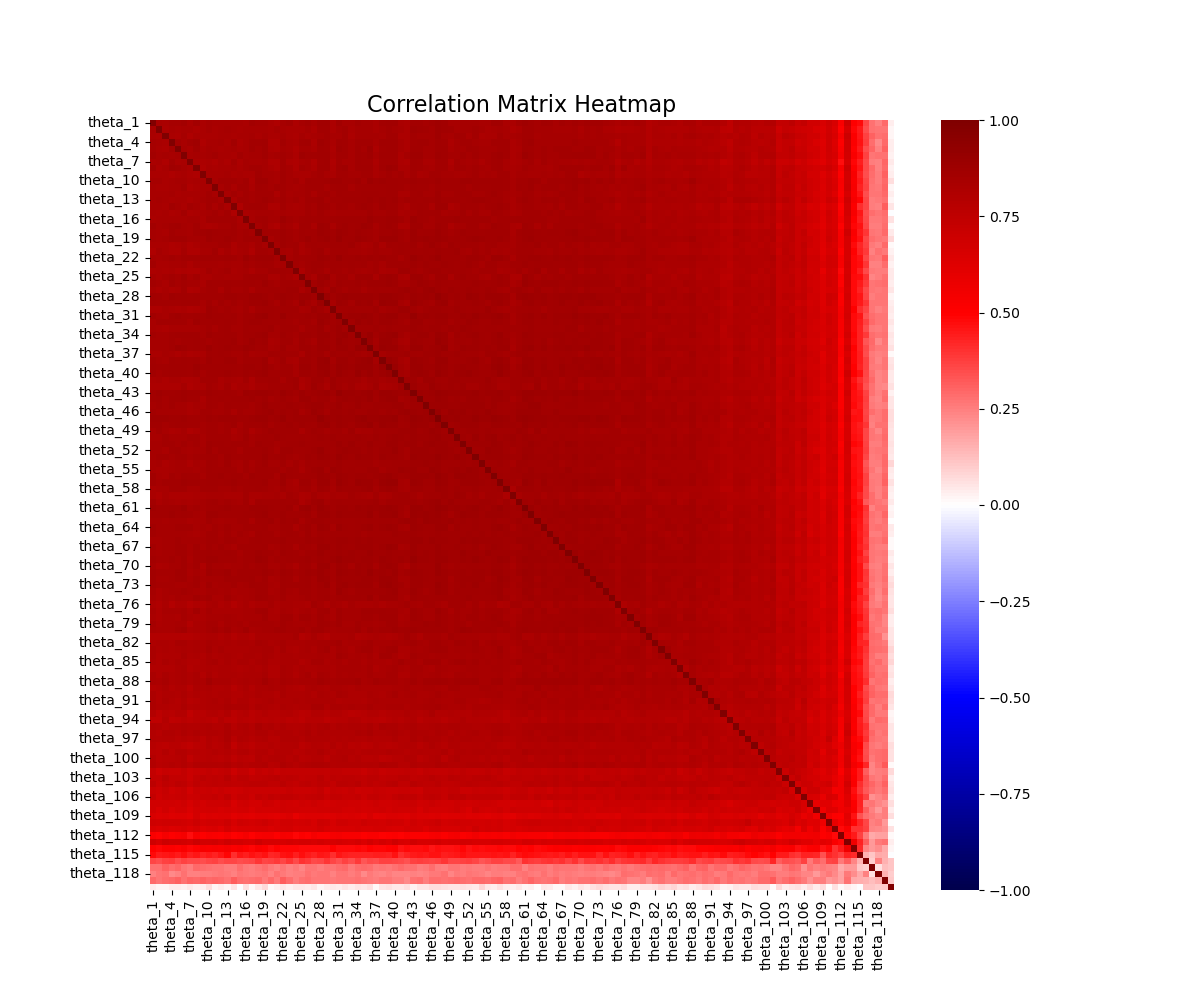 Correlation Matrix Heatmap
theta_1
theta_4
theta_7
theta_10
theta_13
theta_16
theta_19
theta_22
theta_25
theta_28
theta_31
theta_34
theta_37
theta_40
theta_43
theta_46
theta_49
theta_52
theta_55
theta_58
theta_61
theta_64
theta_67
theta_70
theta_73
theta_76
theta_79
theta_82
theta_85
theta_88
theta_91
theta_94
theta_97
theta_100
theta_103
theta_106
theta_109
theta_112
theta_115
theta_118
theta_1
theta_4
theta_7
theta_10
theta_13
theta_16
theta_19
theta_22
theta_25
theta_28
theta_31
theta_34
theta_37
theta_40
theta_43
theta_46
theta_49
theta_52
theta_55
theta_58
theta_61
theta_64
theta_67
theta_70
theta_73
theta_76
theta_79
theta_82
theta_85
theta_88
theta_91
theta_94
theta_97
theta_100
theta_103
theta_106
theta_109
theta_112
theta_115
theta_118
1.00
0.75
0.50
0.25
0.00
−0.25
−0.50
−0.75
−1.00